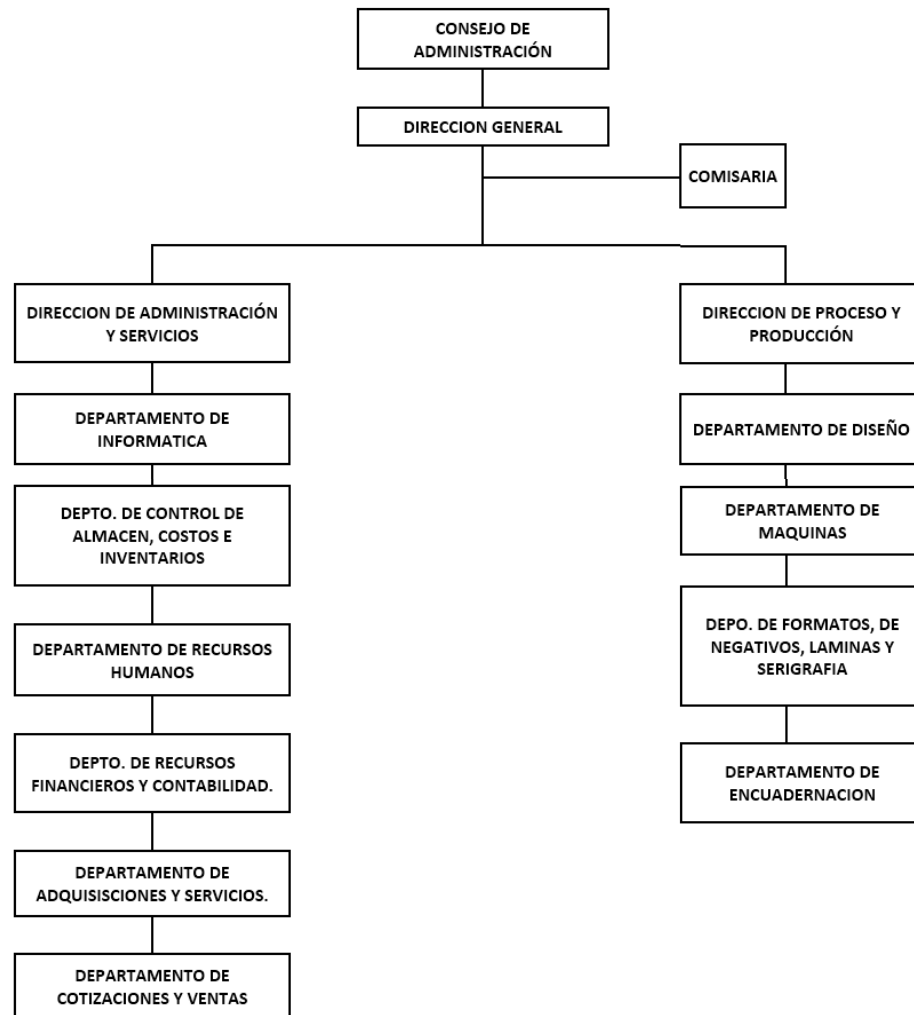 CONSEJO DE
ADMINISTRACIÓN
DIRECCION GENERAL
COMISARIA
DIRECCION DE ADMINISTRACIÓN
Y SERVICIOS
DEPARTAMENTO DE
INFORMATICA
DEPTO. DE CONTROL DE
ALMACEN, COSTOS E
INVENTARIOS
DEPARTAMENTO DE RECURSOS
HUMANOS
DEPTO. DE RECURSOS
FINANCIEROS Y CONTABILIDAD.
DEPARTAMENTO DE
ADQUISISCIONES Y SERVICIOS.
DEPARTAMENTO DE
COTIZACIONES Y VENTAS
DIRECCION DE PROCESO Y
PRODUCCIÓN
DEPARTAMENTO DE DISEÑO
DEPARTAMENTO DE
MAQUINAS
DEPO. DE FORMATOS, DE
NEGATIVOS, LAMINAS Y
SERIGRAFIA
DEPARTAMENTO DE
ENCUADERNACION